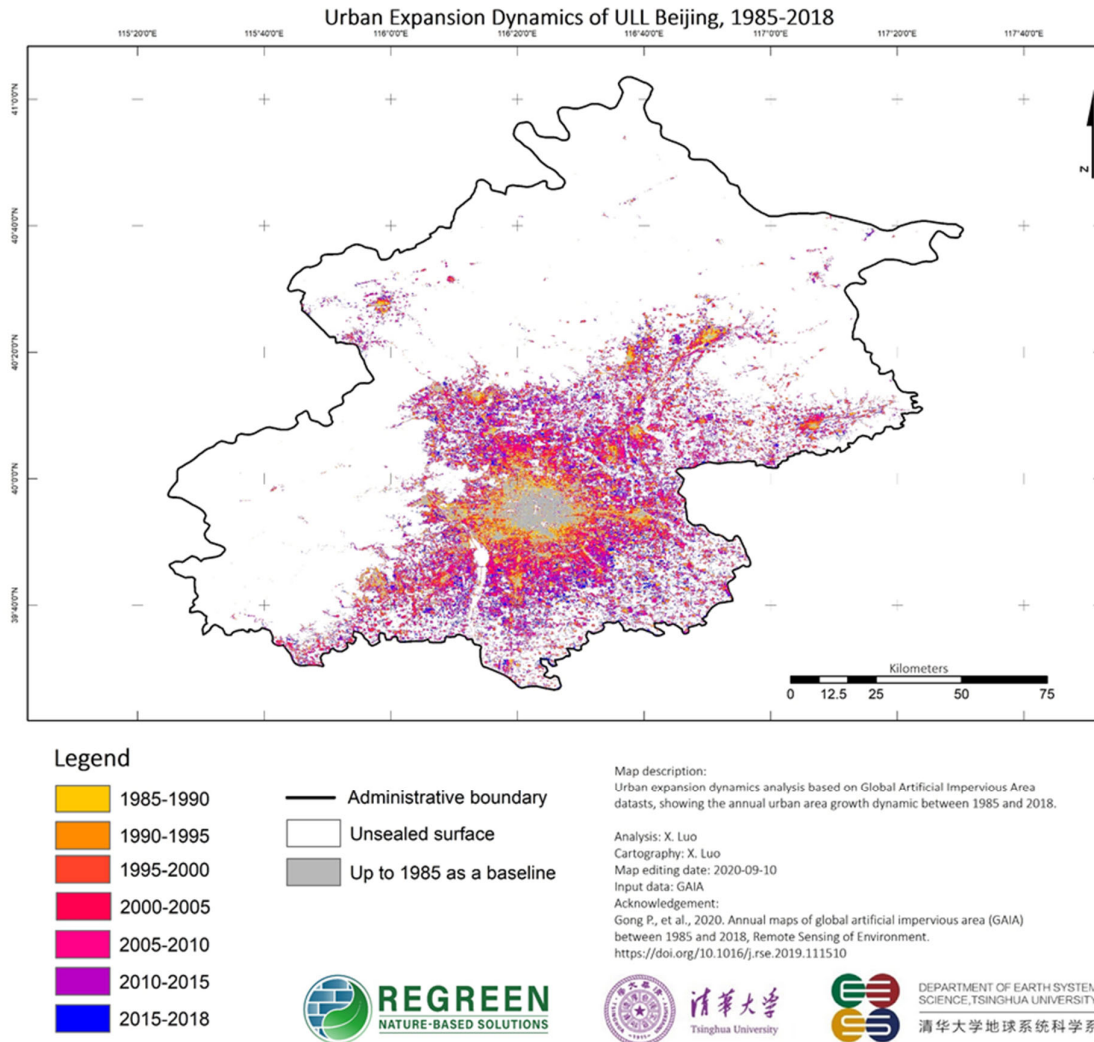 Urban Expansion Dynamics of ULL Beijing, 1985-2018
115°20'0"E 115°40'0"E 116°0'0"E 116°20'0"E 116°40'0"E 117°0'0"E 117°20'0"E 117°40'0"E
41°0'0"N
N
40°40'0"N
40°20'0"N
40°0'0"N
39°40'0"N
Kilometers
0 12.5 25 50 75
Legend
1985-1990
1990-1995
1995-2000
2000-2005
2005-2010
2010-2015
2015-2018
Administrative boundary
Unsealed surface
Up to 1985 as a baseline
Map description:
Urban expansion dynamics analysis based on Global Artificial Impervious Area
datasts, showing the annual urban area growth dynamic between 1985 and 2018.
Analysis: X. Luo
Cartography: X. Luo
Map editing date: 2020-09-10
Input data: GAIA
Acknowledgement:
Gong P., et al., 2020. Annual maps of global artificial impervious area (GAIA)
between 1985 and 2018, Remote Sensing of Environment.
https://doi.org/10.1016/j.rse.2019.111510
REGREEN
NATURE-BASED SOLUTIONS
清华大学
Tsinghua University
DEPARTMENT OF EARTH SYSTEM
SCIENCE,TSINGHUA UNIVERSITY
清华大学地球系统科学系